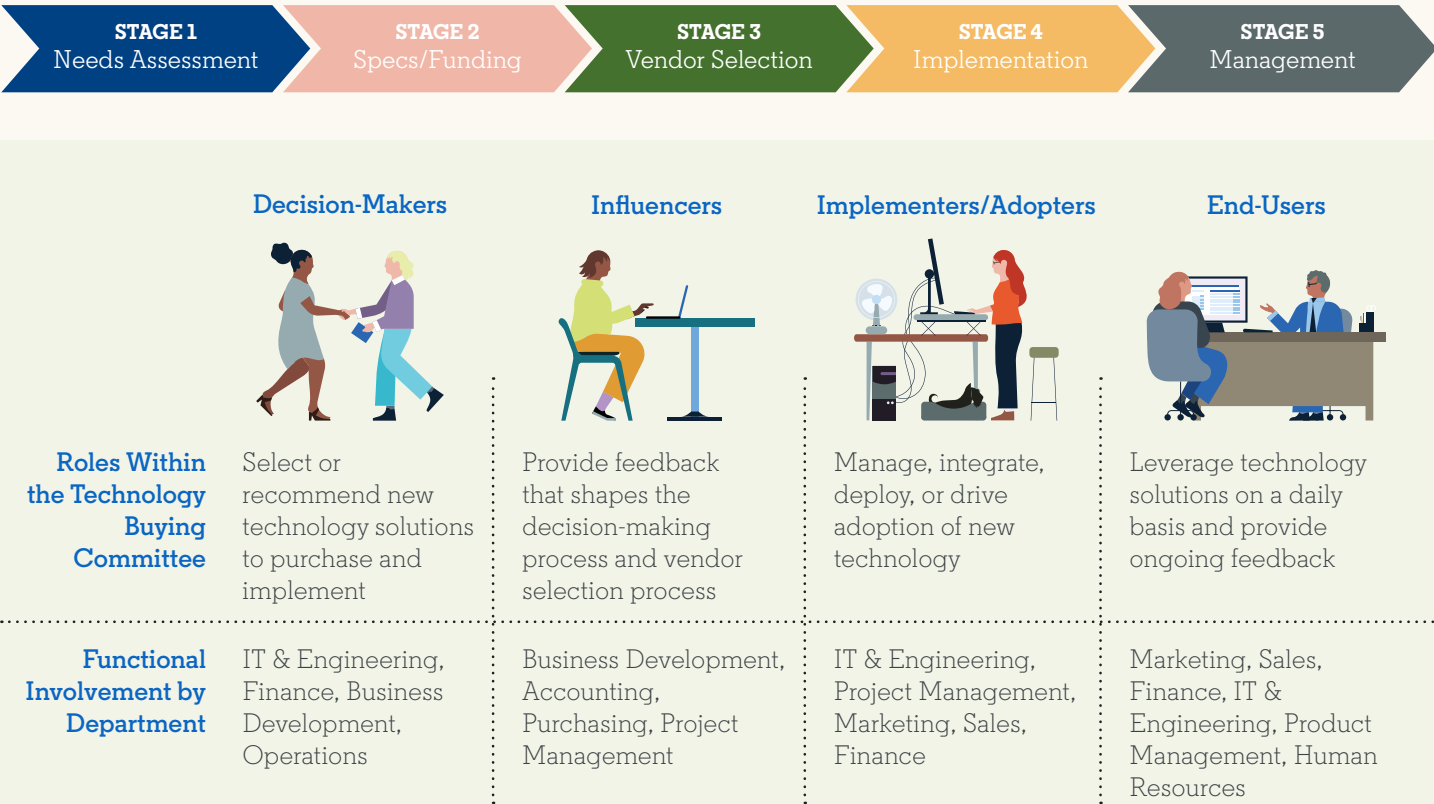 STAGE 1
Needs Assessment
STAGE 2
Specs/Funding
STAGE 3
Vendor Selection
STAGE 4
Implementation
STAGE 5
Management
Decision-Makers
Influencers
Implementers/Adopters
End-Users
Roles Within
the Technology
Buying
Committee
Select or
recommend new
technology solutions
to purchase and
implement
Provide feedback
that shapes the
decision-making
process and vendor
selection process
Manage, integrate,
deploy, or drive
adoption of new
technology
Leverage technology
solutions on a daily
basis and provide
ongoing feedback
Functional
Involvement by
Department
IT & Engineering,
Finance, Business
Development,
Operations
Business Development,
Accounting,
Purchasing, Project
Management
IT & Engineering,
Project Management,
Marketing, Sales,
Finance
Marketing, Sales,
Finance, IT &
Engineering, Product
Management, Human
Resources